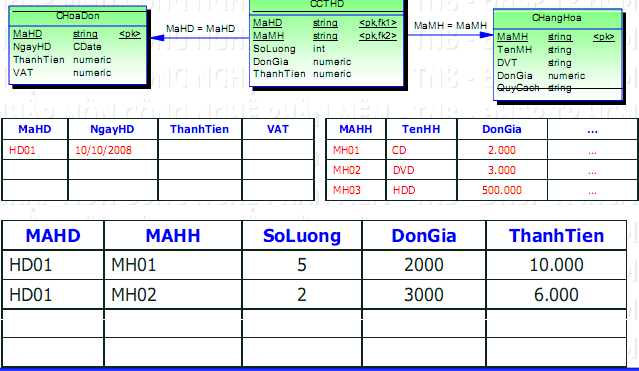 CHoaDon
MaHD string <pk>
NgayHD CDate
ThanhTien numeric
VAT numeric
MaHD = MaHD
CCTHD
MaHD string <pk,fk1>
MaMH string <pk,fk2>
SoLuong int
DonGia numeric
ThanhTien numeric
MaMH = MaMH
CHangHoa
MaMH string <pk>
TenMH string
DVT string
DonGia numeric
QuyCach string
MaHD NgayHD ThanhTien VAT
HD01 10/10/2008
MAHH TenHH DonGia ...
MH01 CD 2.000 ...
MH02 DVD 3.000 ...
MH03 HDD 500.000 ...
MAHD MAHH SoLuong DonGia ThanhTien
HD01 MH01 5 2000 10.000
HD01 MH02 2 3000 6.000